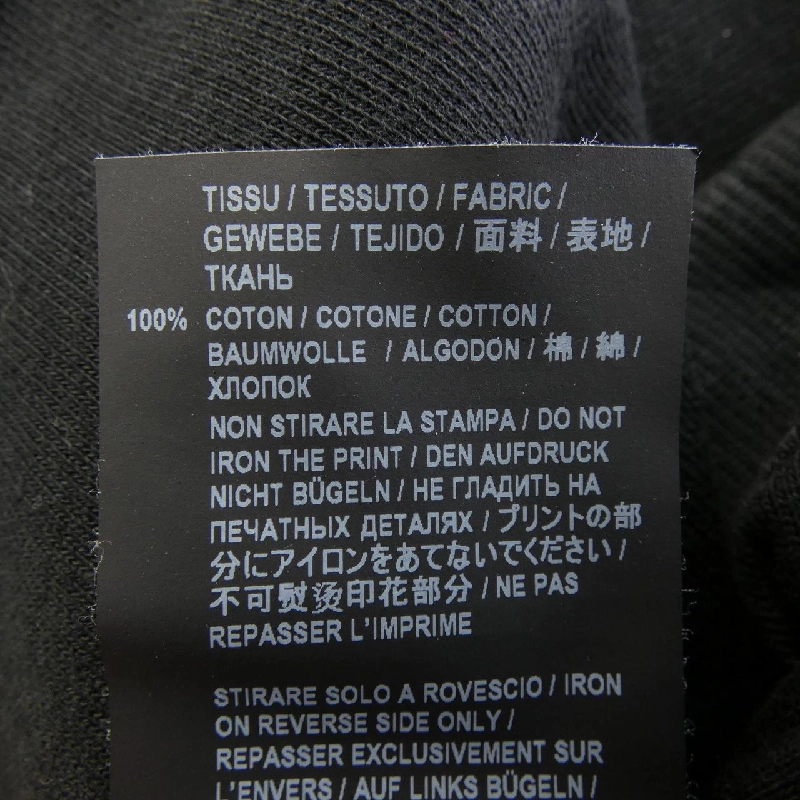 TISSU / TESSUTO / FABRIC /
GEWEBE / TEJIDO / 面料 / 表地 /
ТКАНЬ
100% COTON / COTONE / COTTON /
BAUMWOLLE / ALGODÓN / 棉 / 綿 /
ХЛОПОК
NON STIRARE LA STAMPA / DO NOT
IRON THE PRINT / DEN AUFDRUCK
NICHT BÜGELN / НЕ ГЛАДИТЬ НА
ПЕЧАТНЫХ ДЕТАЛЯХ / プリントの部
分にアイロンをあてないでください /
不可熨烫印花部分 / NE PAS
REPASSER L'IMPRIME
STIRARE SOLO A ROVESCIO / IRON
ON REVERSE SIDE ONLY /
REPASSER EXCLUSIVEMENT SUR
L'ENVERS / AUF LINKS BÜGELN /